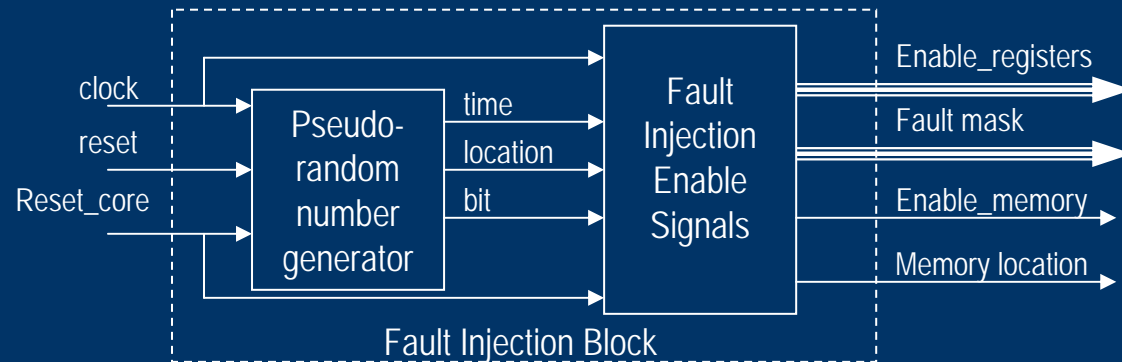 clock
reset
Reset_core
Pseudo-
random
number
generator
time
location
bit
Fault
Injection
Enable
Signals
Enable_registers
Fault mask
Enable_memory
Memory location
Fault Injection Block